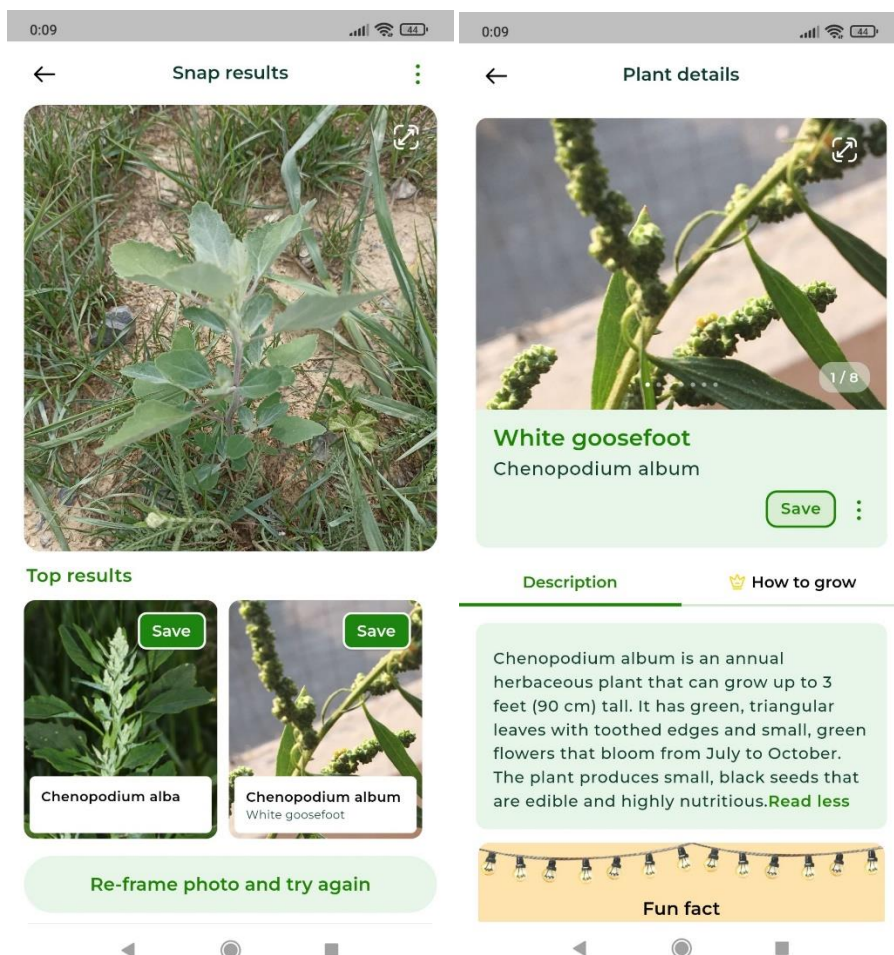 0:09
44
Snap results
Top results
Save
Save
Chenopodium alba
Chenopodium album
White goosefoot
Re-frame photo and try again
0:09
44
Plant details
1 / 8
White goosefoot
Chenopodium album
Save
Description
How to grow
Chenopodium album is an annual
herbaceous plant that can grow up to 3
feet (90 cm) tall. It has green, triangular
leaves with toothed edges and small, green
flowers that bloom from July to October.
The plant produces small, black seeds that
are edible and highly nutritious.Read less
Fun fact